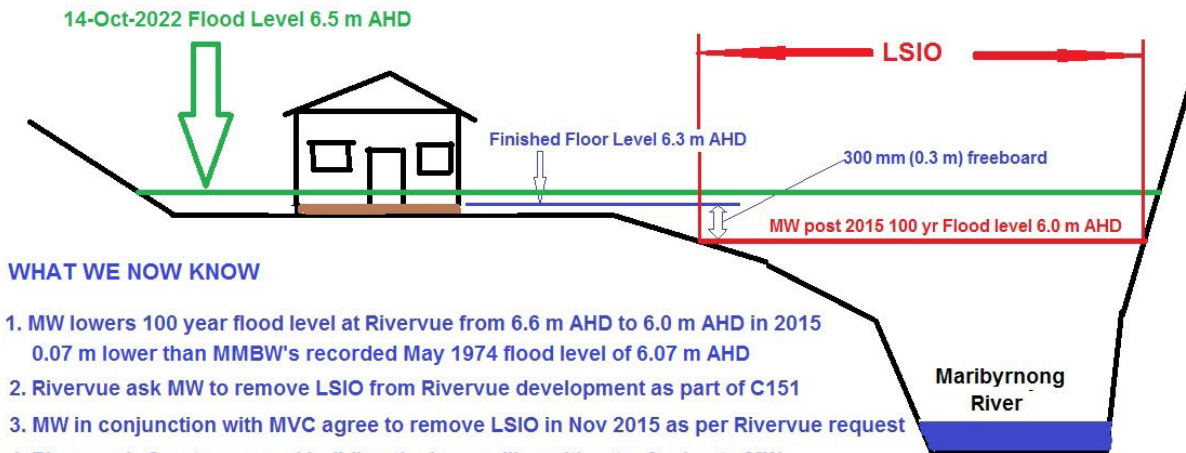 14-Oct-2022 Flood Level 6.5 m AHD
LSIO
Finished Floor Level 6.3 m AHD
300 mm (0.3 m) freeboard
MW post 2015 100 yr Flood level 6.0 m AHD
WHAT WE NOW KNOW
1. MW lowers 100 year flood level at Rivervue from 6.6 m AHD to 6.0 m AHD in 2015
0.07 m lower than MMBW's recorded May 1974 flood level of 6.07 m AHD
2. Rivervue ask MW to remove LSIO from Rivervue development as part of C151
3. MW in conjunction with MVC agree to remove LSIO in Nov 2015 as per Rivervue request
Maribyrnong
River